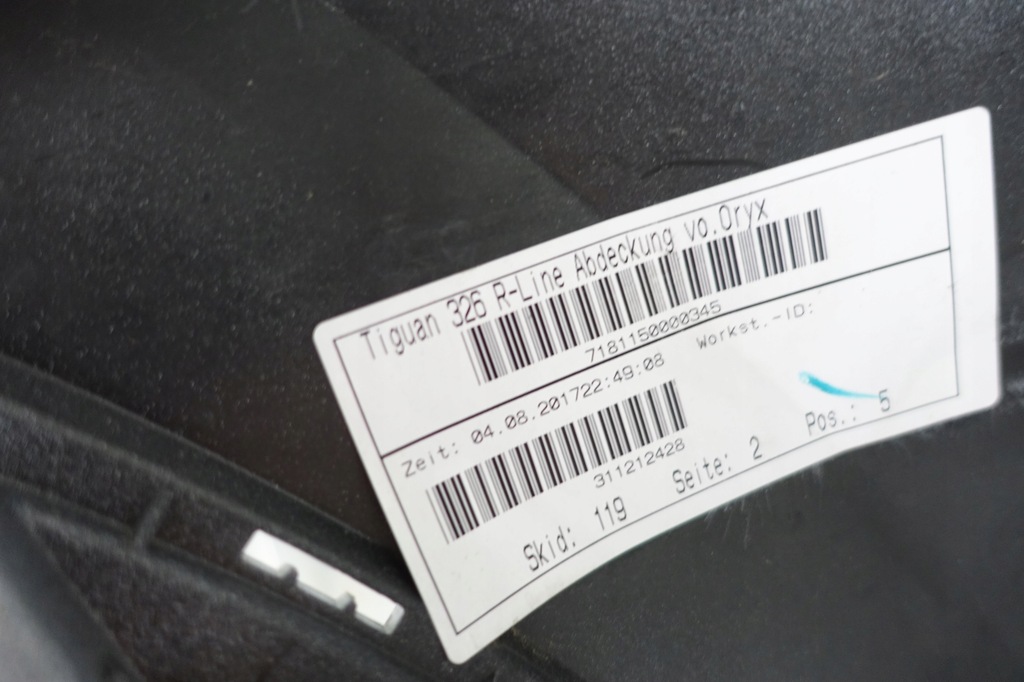 Tiguan 326 R-Line Abdeckung vo.Oryx
7181150000345
Zeit: 04.08.201722:49:08 Workst.-ID:
311212428
Skid: 119 Seite: 2 Pos.: 5